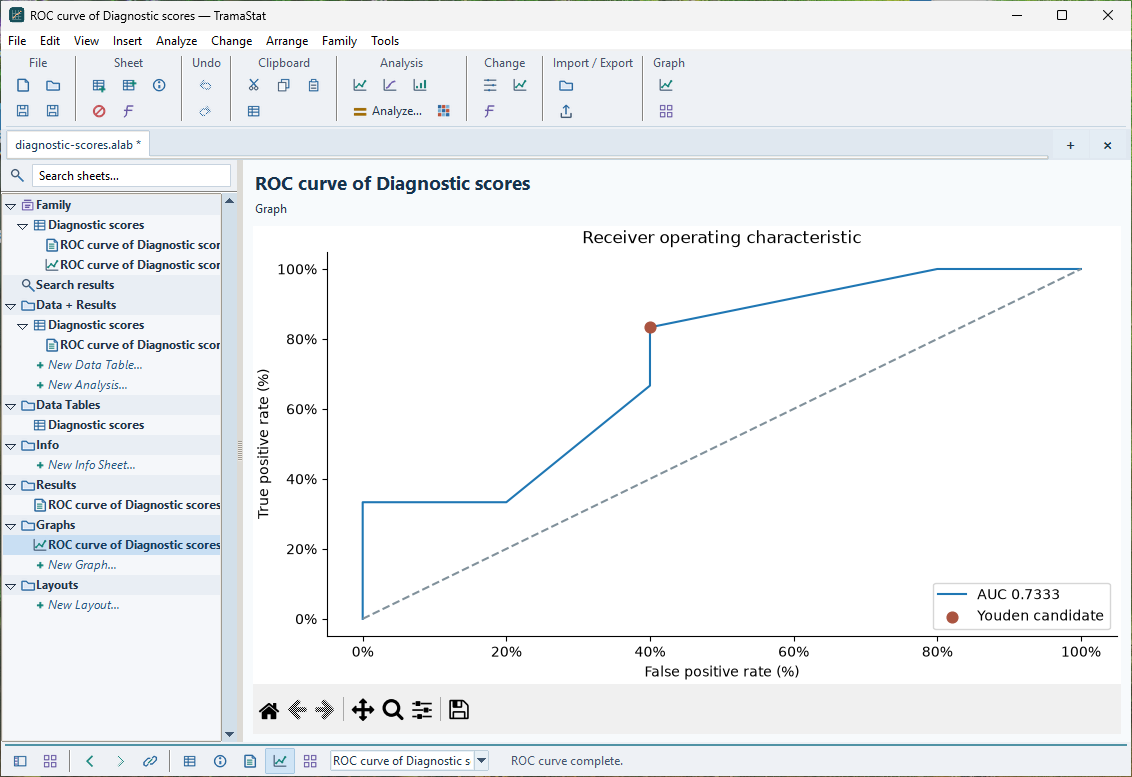 ROC curve of Diagnostic scores — TramaStat
File Edit View Insert Analyze Change Arrange Family Tools
File Sheet Undo Clipboard Analysis Change Import / Export Graph
Analyze...
diagnostic-scores.alab *
Search sheets...
Family
Diagnostic scores
ROC curve of Diagnostic scor
ROC curve of Diagnostic scor
Search results
Data + Results
Diagnostic scores
ROC curve of Diagnostic scor
New Data Table...
New Analysis...
Data Tables
Diagnostic scores
Info
New Info Sheet...
Results
ROC curve of Diagnostic scores
Graphs
ROC curve of Diagnostic scores
New Graph...
Layouts
New Layout...
ROC curve of Diagnostic scores
Graph
Receiver operating characteristic
100%
80%
60%
40%
20%
0%
True positive rate (%)
0% 20% 40% 60% 80% 100%
False positive rate (%)
AUC 0.7333
Youden candidate
ROC curve of Diagnostic s
ROC curve complete.